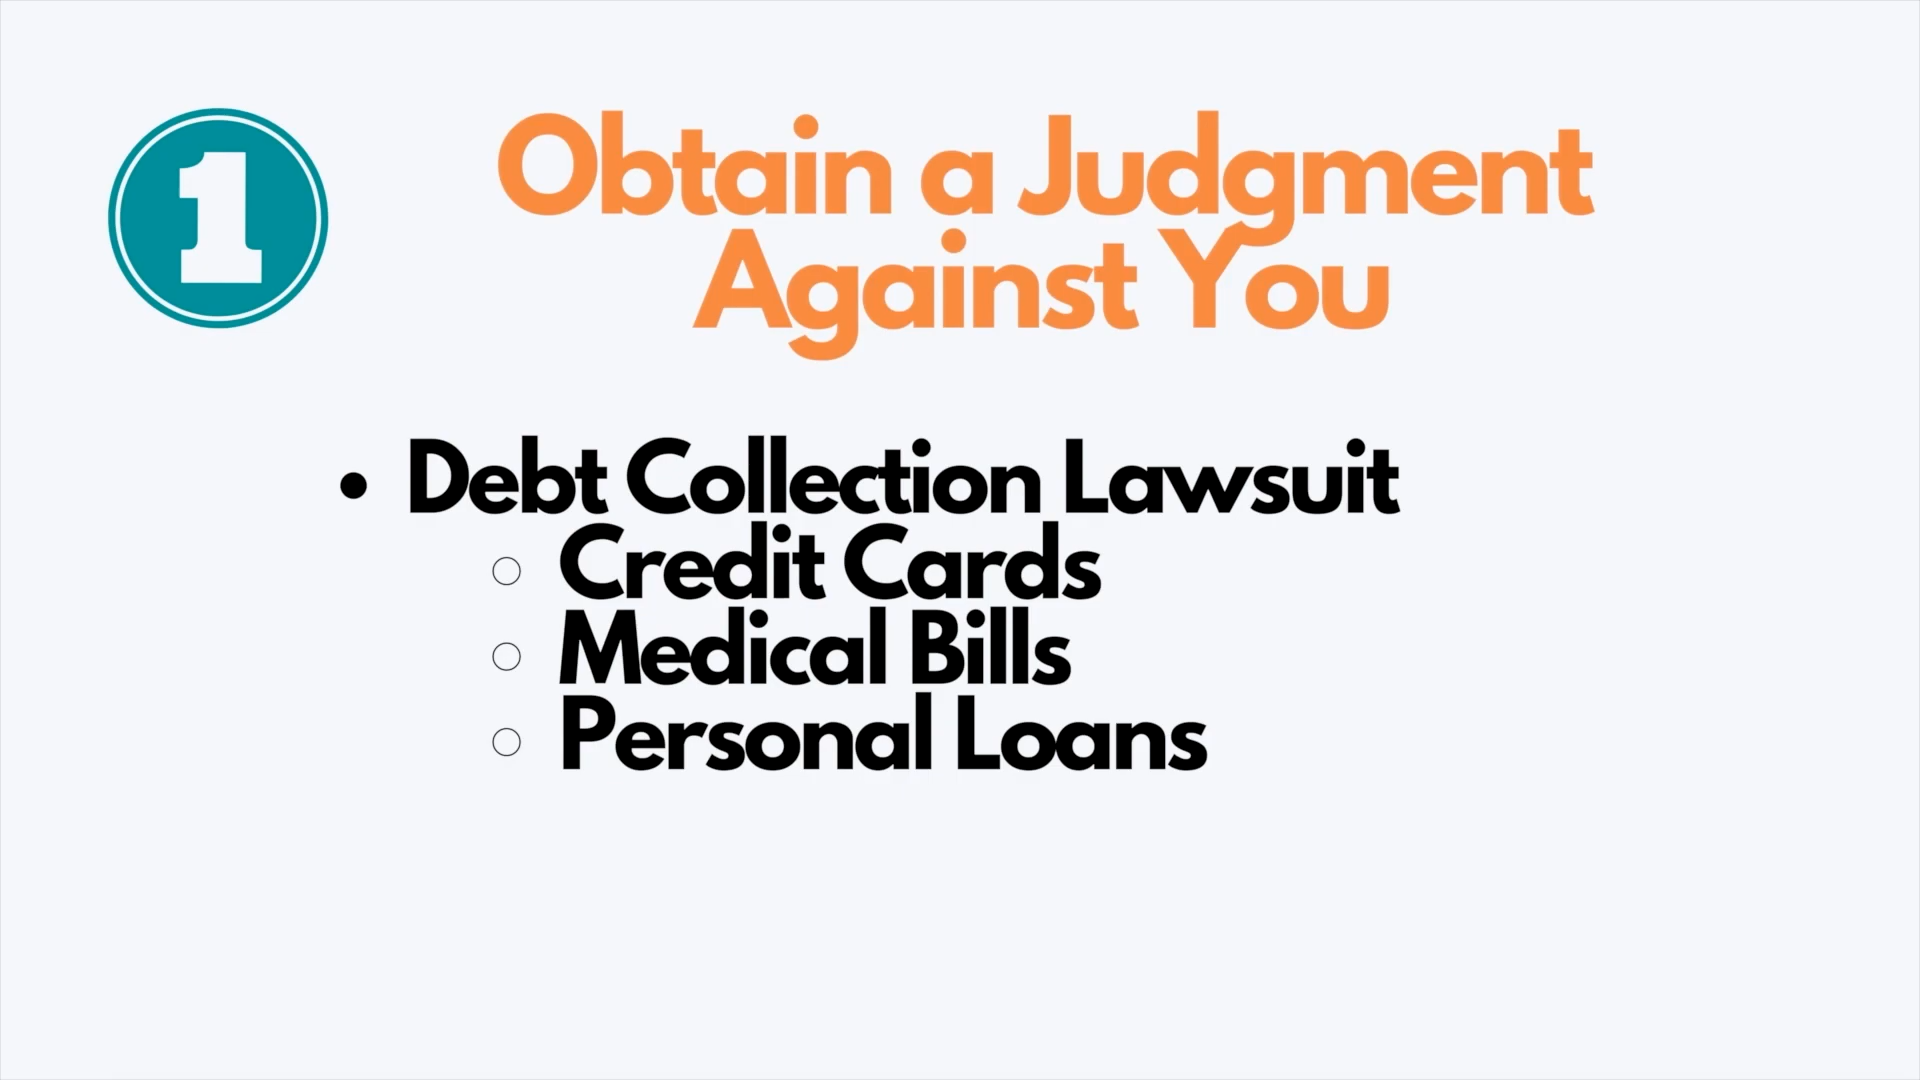 1
Obtain a Judgment
Against You
• Debt Collection Lawsuit
○ Credit Cards
○ Medical Bills
○ Personal Loans